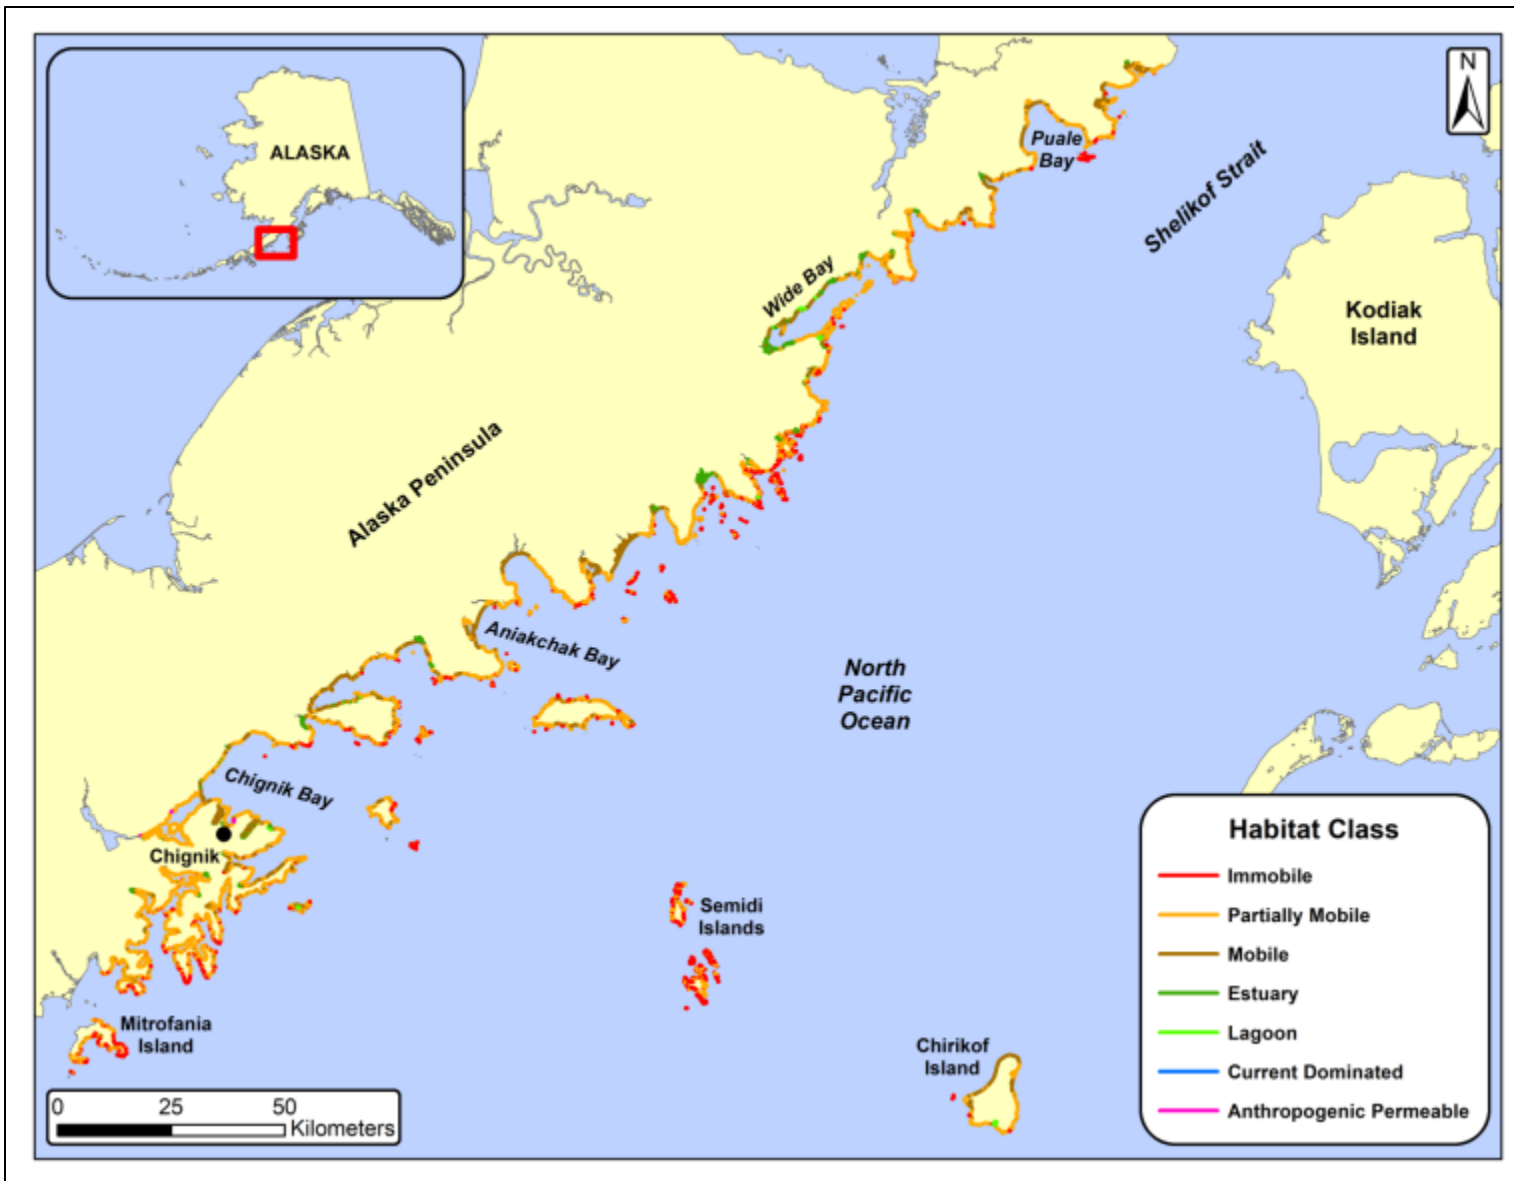 N
ALASKA
Puale
Bay
Shelikof Strait
Wide Bay
Kodiak
Island
Alaska Peninsula
Aniakchak Bay
North
Pacific
Ocean
Chignik Bay
Chignik
Semidi
Islands
Mitrofania
Island
Chirikof
Island
Habitat Class
Immobile
Partially Mobile
Mobile
Estuary
Lagoon
Current Dominated
Anthropogenic Permeable
0 25 50
Kilometers